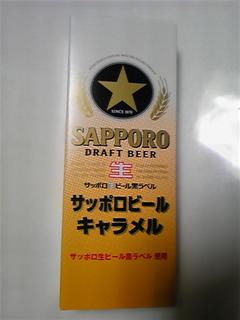 SINCE 1876
SAPPORO
DRAFT BEER
生
サッポロ生ビール黒ラベル
サッポロビール
キャラメル
サッポロ生ビール黒ラベル 使用